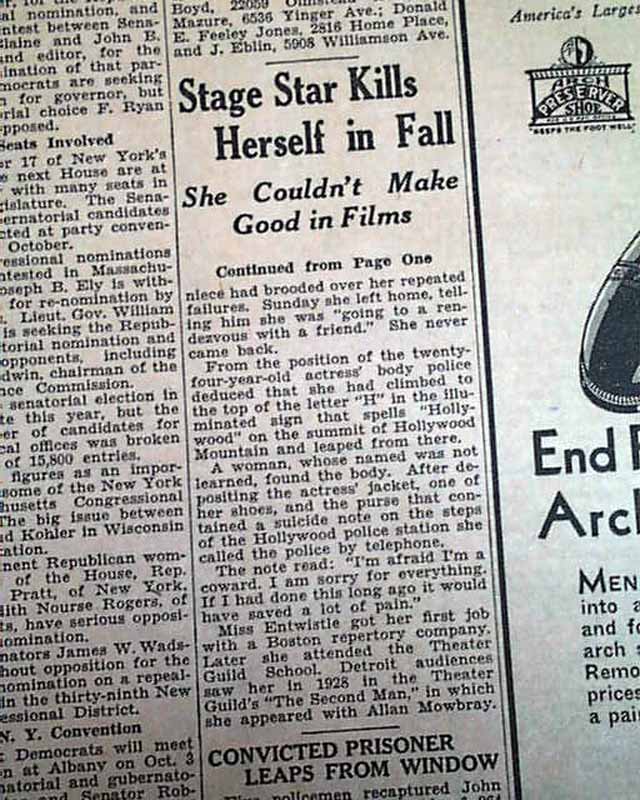 nomination, and
ntest between Sena-
laine and John B.
nd editor, for the
ination of that par-
mocrats are seeking
n for governor, but
rial choice F. Ryan
pposed.
Seats Involved
or 17 of New York's
e next House are at
with many seats in
gislature. The Sena-
ernatorial candidates
cted at party conven-
October.
ressional nominations
ntested in Massachu-
oseph B. Ely is with-
for re-nomination by
s. Lieut. Gov. William
is seeking the Repub-
torial nomination and
opponents, including
dwin, chairman of the
nce Commission.
senatorial election in
te this year, but the
er of candidates for
cal offices was broken
of 15,800 entries.
figures as an impor-
some of the New York
husetts Congressional
The big issue between
d Kohler in Wisconsin
ation.
nent Republican wom-
of the House, Rep.
Pratt, of New York,
ith Nourse Rogers, of
ts, have serious opposi-
omination.
nators James W. Wads-
hout opposition for the
nomination on a repeal-
in the thirty-ninth New
essional District.
N. Y. Convention
Democrats will meet
n at Albany on Oct. 3
natorial and gubernato-
and Senator Rob-
Boyd, 22059
Mazure, 6536 Yinger Ave.; Donald
E. Feeley Jones, 2816 Home Place,
and J. Eblin, 5908 Williamson Ave.
Stage Star Kills
Herself in Fall
She Couldn't Make
Good in Films
Continued from Page One
niece had brooded over her repeated
failures. Sunday she left home, tell-
ing him she was "going to a ren-
dezvous with a friend." She never
came back.
From the position of the twenty-
four-year-old actress' body police
deduced that she had climbed to
the top of the letter "H" in the illu-
minated sign that spells "Holly-
wood" on the summit of Hollywood
Mountain and leaped from there.
A woman, whose named was not
learned, found the body. After de-
positing the actress' jacket, one of
her shoes, and the purse that con-
tained a suicide note on the steps
of the Hollywood police station she
called the police by telephone.
The note read: "I'm afraid I'm a
coward. I am sorry for everything.
If I had done this long ago it would
have saved a lot of pain."
Miss Entwistle got her first job
with a Boston repertory company.
Later she attended the Theater
Guild School. Detroit audiences
saw her in 1928 in the Theater
Guild's "The Second Man," in which
she appeared with Allan Mowbray.
CONVICTED PRISONER
LEAPS FROM WINDOW
policemen recaptured John
America's Larges
ARCH
PRESERVER
SHOE
KEEPS THE FOOT WELL
End
Arc
MEN
into a
and fo
arch s
Remo
prices
a pai